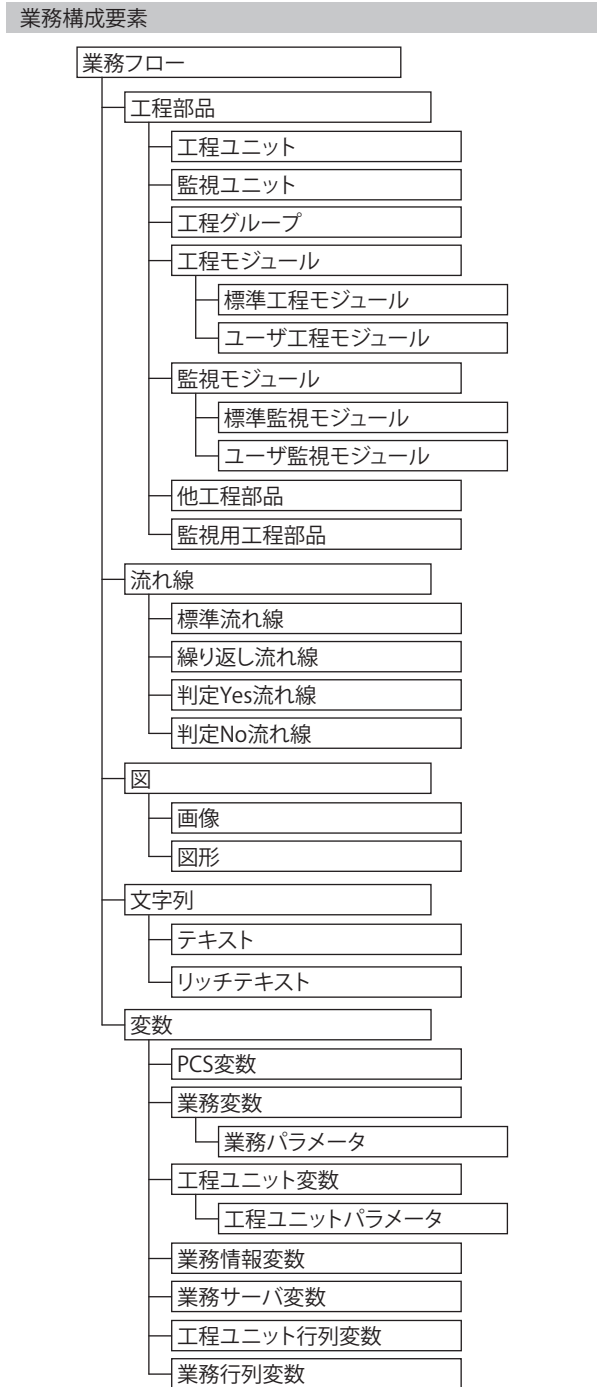 業務構成要素
業務フロー
工程部品
工程ユニット
監視ユニット
工程グループ
工程モジュール
標準工程モジュール
ユーザ工程モジュール
監視モジュール
標準監視モジュール
ユーザ監視モジュール
他工程部品
監視用工程部品
流れ線
標準流れ線
繰り返し流れ線
判定Yes流れ線
判定No流れ線
図
画像
図形
文字列
テキスト
リッチテキスト
変数
PCS変数
業務変数
業務パラメータ
工程ユニット変数
工程ユニットパラメータ
業務情報変数
業務サーバ変数
工程ユニット行列変数
業務行列変数